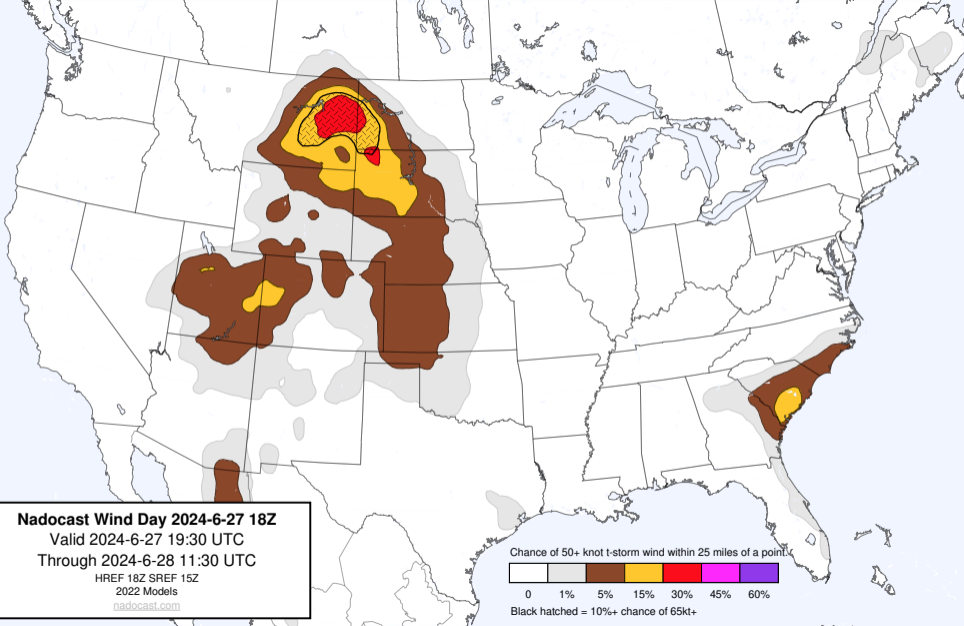 Nadocast Wind Day 2024-6-27 18Z
Valid 2024-6-27 19:30 UTC
Through 2024-6-28 11:30 UTC
HREF 18Z SREF 15Z
2022 Models
nadocast.com
Chance of 50+ knot t-storm wind within 25 miles of a point.
0 1% 5% 15% 30% 45% 60%
Black hatched = 10%+ chance of 65kt+